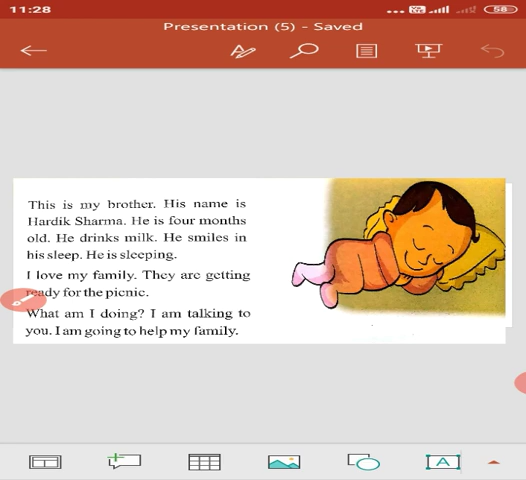 11:28
58
Presentation (5) - Saved
This is my brother. His name is
Hardik Sharma. He is four months
old. He drinks milk. He smiles in
his sleep. He is sleeping.
I love my family. They are getting
ready for the picnic.
What am I doing? I am talking to
you. I am going to help my family.
A